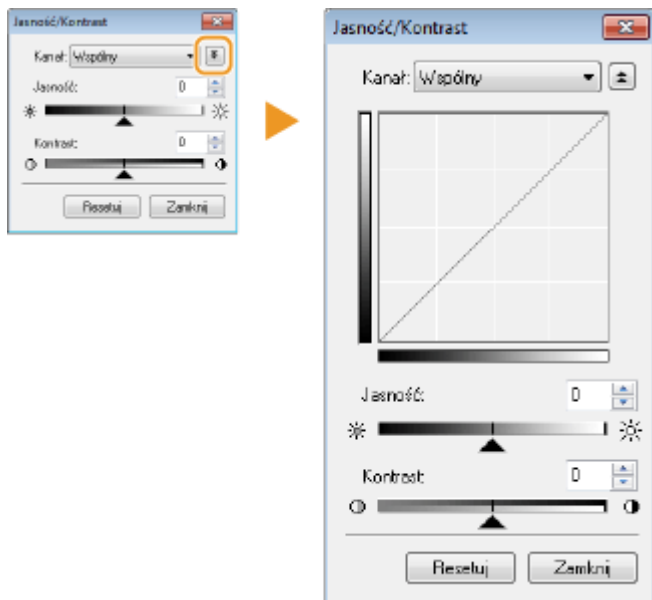 Jasność/Kontrast
Kanał: Wspólny
Jasność: 0
Kontrast: 0
Resetuj Zamknij
Jasność/Kontrast
Kanał: Wspólny
Jasność: 0
Kontrast: 0
Resetuj Zamknij